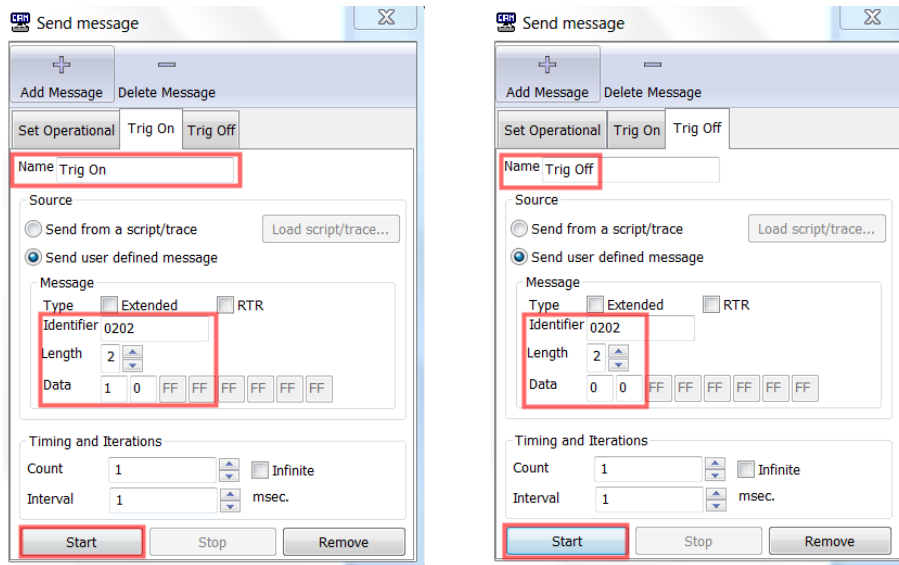 CAN Send message
Add Message Delete Message
Set Operational Trig On Trig Off
Name Trig On
Source
Send from a script/trace Load script/trace...
Send user defined message
Message
Type Extended RTR
Identifier 0202
Length 2
Data 1 0 FF FF FF FF FF FF
Timing and Iterations
Count 1 Infinite
Interval 1 msec.
Start Stop Remove
CAN Send message
Add Message Delete Message
Set Operational Trig On Trig Off
Name Trig Off
Source
Send from a script/trace Load script/trace...
Send user defined message
Message
Type Extended RTR
Identifier 0202
Length 2
Data 0 0 FF FF FF FF FF FF
Timing and Iterations
Count 1 Infinite
Interval 1 msec.
Start Stop Remove